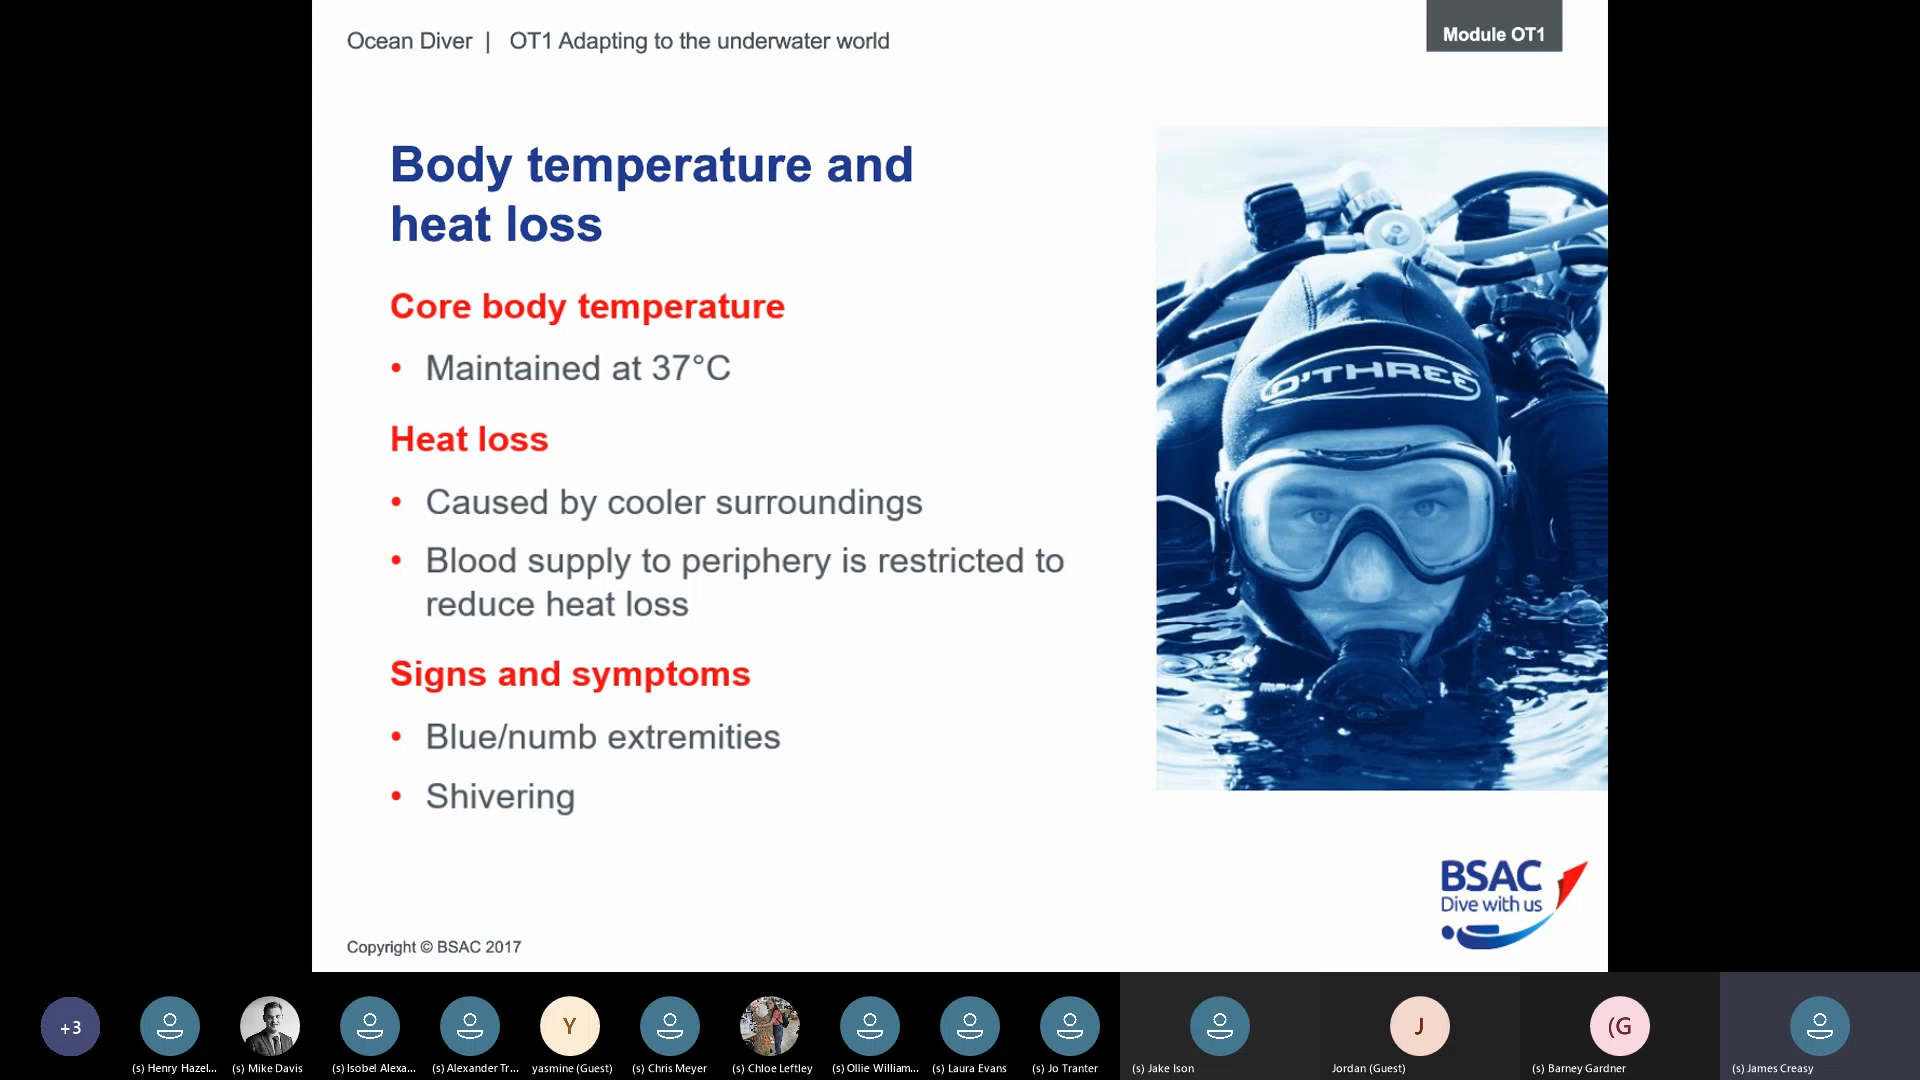 Ocean Diver | OT1 Adapting to the underwater world
Module OT1
Body temperature and
heat loss
Core body temperature
• Maintained at 37°C
Heat loss
• Caused by cooler surroundings
• Blood supply to periphery is restricted to
reduce heat loss
Signs and symptoms
• Blue/numb extremities
• Shivering
O'THREE
BSAC
Dive with us
Copyright © BSAC 2017
+3
Y
J
(G
(s) Henry Hazel...
(s) Mike Davis
(s) Isobel Alexa...
(s) Alexander Tr...
yasmine (Guest)
(s) Chris Meyer
(s) Chloe Leftley
(s) Ollie William...
(s) Laura Evans
(s) Jo Tranter
(s) Jake Ison
Jordan (Guest)
(s) Barney Gardner
(s) James Creasy